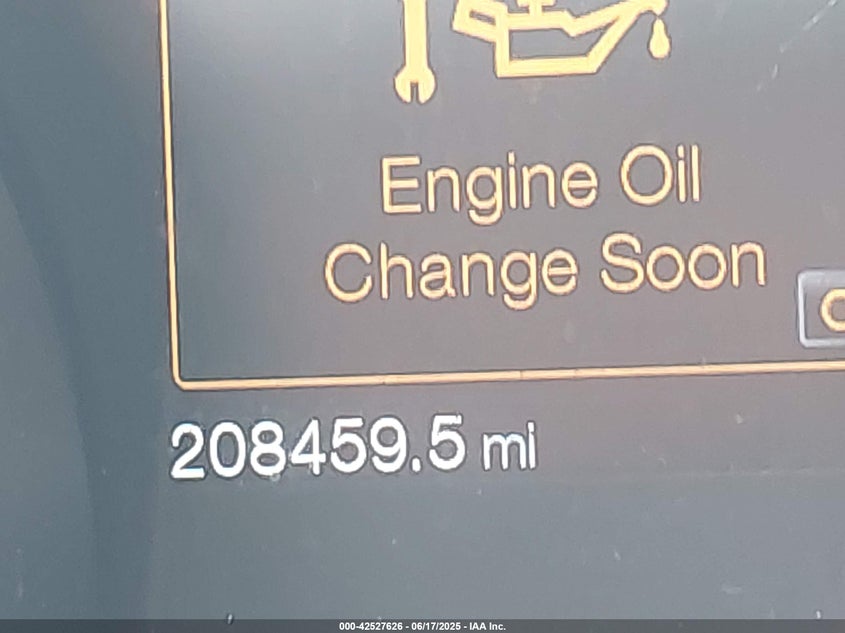 Engine Oil
Change Soon
208459.5 mi
000-42527626 - 06/17/2025 - IAA Inc.